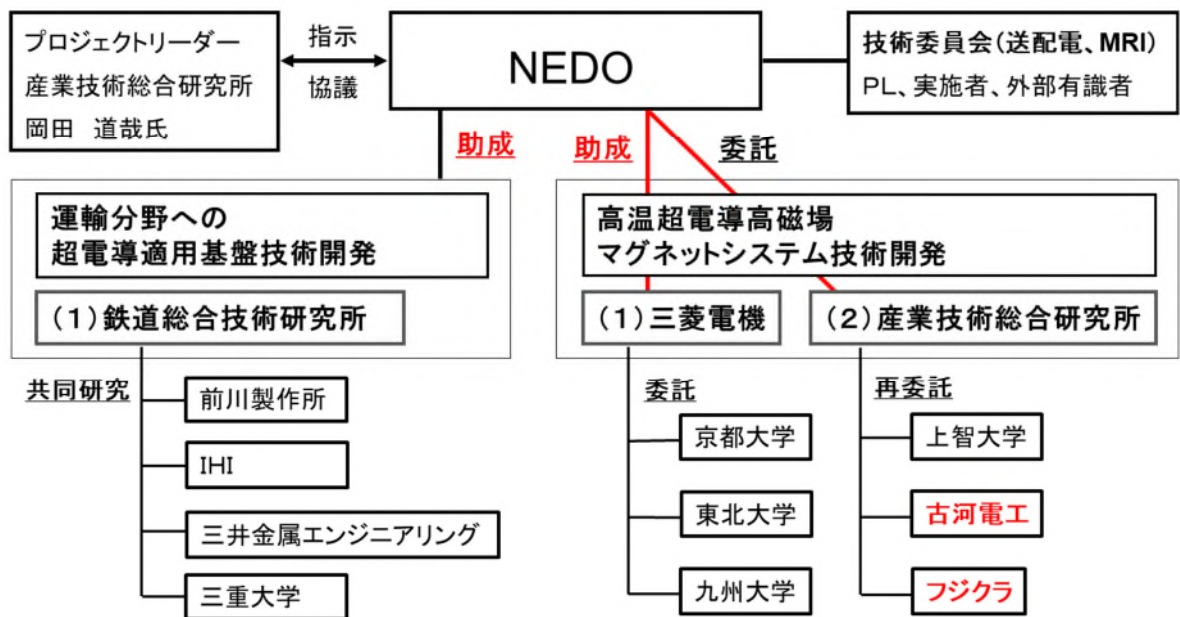 プロジェクトリーダー
産業技術総合研究所
岡田 道哉氏
指示
協議
NEDO
技術委員会(送配電、MRI)
PL、実施者、外部有識者
助成
助成
委託
運輸分野への
超電導適用基盤技術開発
(1)鉄道総合技術研究所
高温超電導高磁場
マグネットシステム技術開発
(1)三菱電機
(2)産業技術総合研究所
共同研究
前川製作所
IHI
三井金属エンジニアリング
三重大学
委託
京都大学
東北大学
九州大学
再委託
上智大学
古河電工
フジクラ